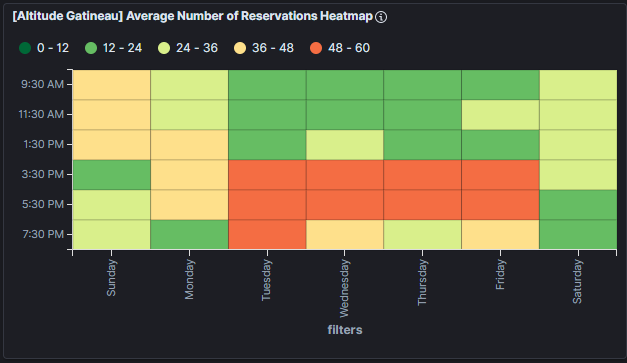 [Altitude Gatineau] Average Number of Reservations Heatmap
0 - 12 12 - 24 24 - 36 36 - 48 48 - 60
9:30 AM
11:30 AM
1:30 PM
3:30 PM
5:30 PM
7:30 PM
Sunday Monday Tuesday Wednesday Thursday Friday Saturday
filters